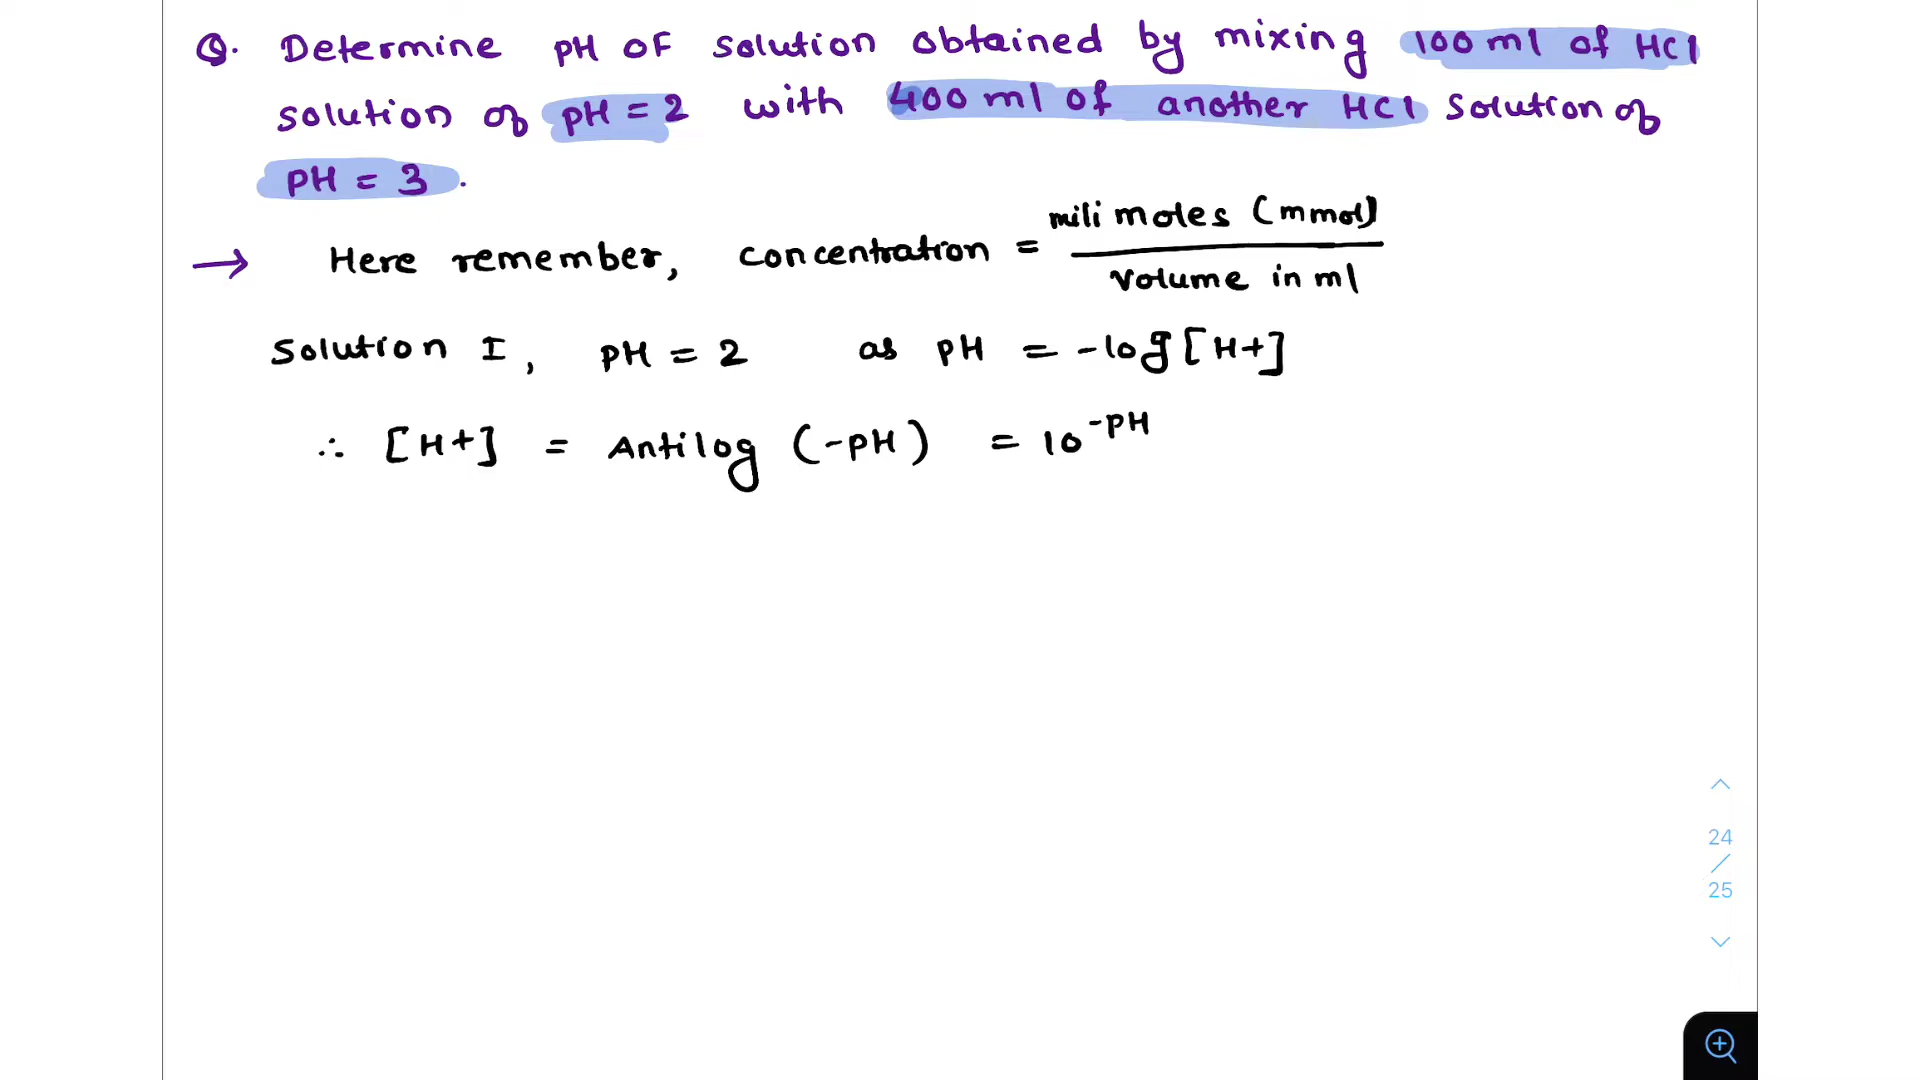 Q. Determine pH OF solution obtained by mixing 100 ml of HCl
solution of pH = 2 with 400 ml of another HCl solution of
PH = 3.
→ Here remember, concentration = mili moles (mmol) / volume in ml
Solution I, PH = 2 as PH = -log [H+]
∴ [H+] = Antilog (-PH) = 10^-PH
24
/
25